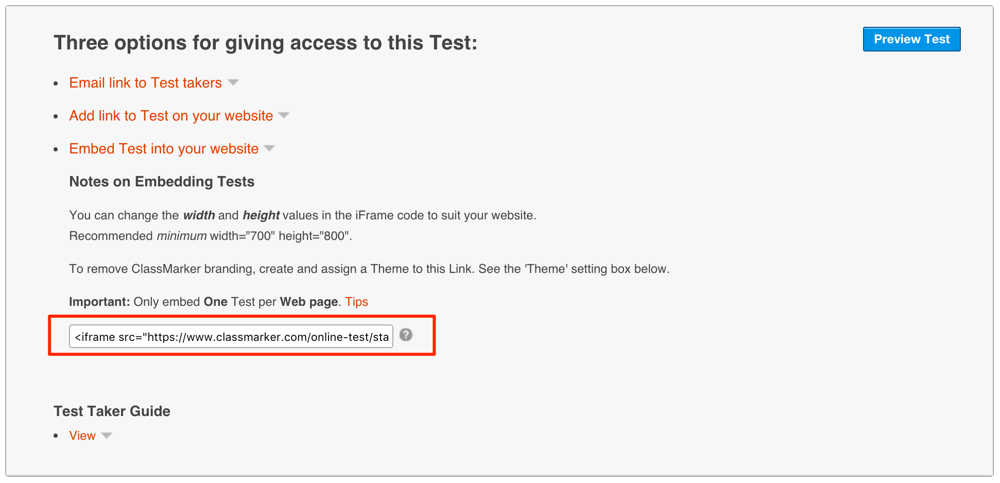 Three options for giving access to this Test:
Preview Test
Email link to Test takers
Add link to Test on your website
Embed Test into your website
Notes on Embedding Tests
You can change the width and height values in the iFrame code to suit your website.
Recommended minimum width="700" height="800".
To remove ClassMarker branding, create and assign a Theme to this Link. See the 'Theme' setting box below.
Important: Only embed One Test per Web page. Tips
<iframe src="https://www.classmarker.com/online-test/sta
?
Test Taker Guide
View